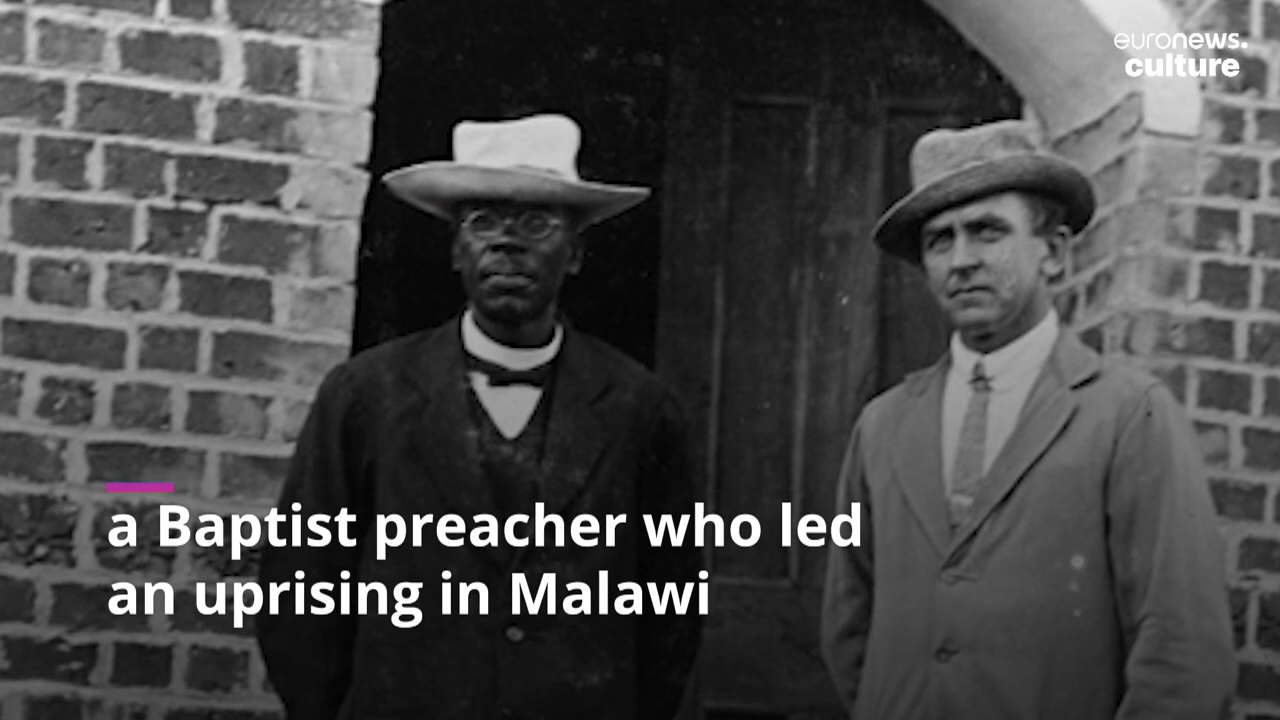 euronews.
culture
a Baptist preacher who led
an uprising in Malawi